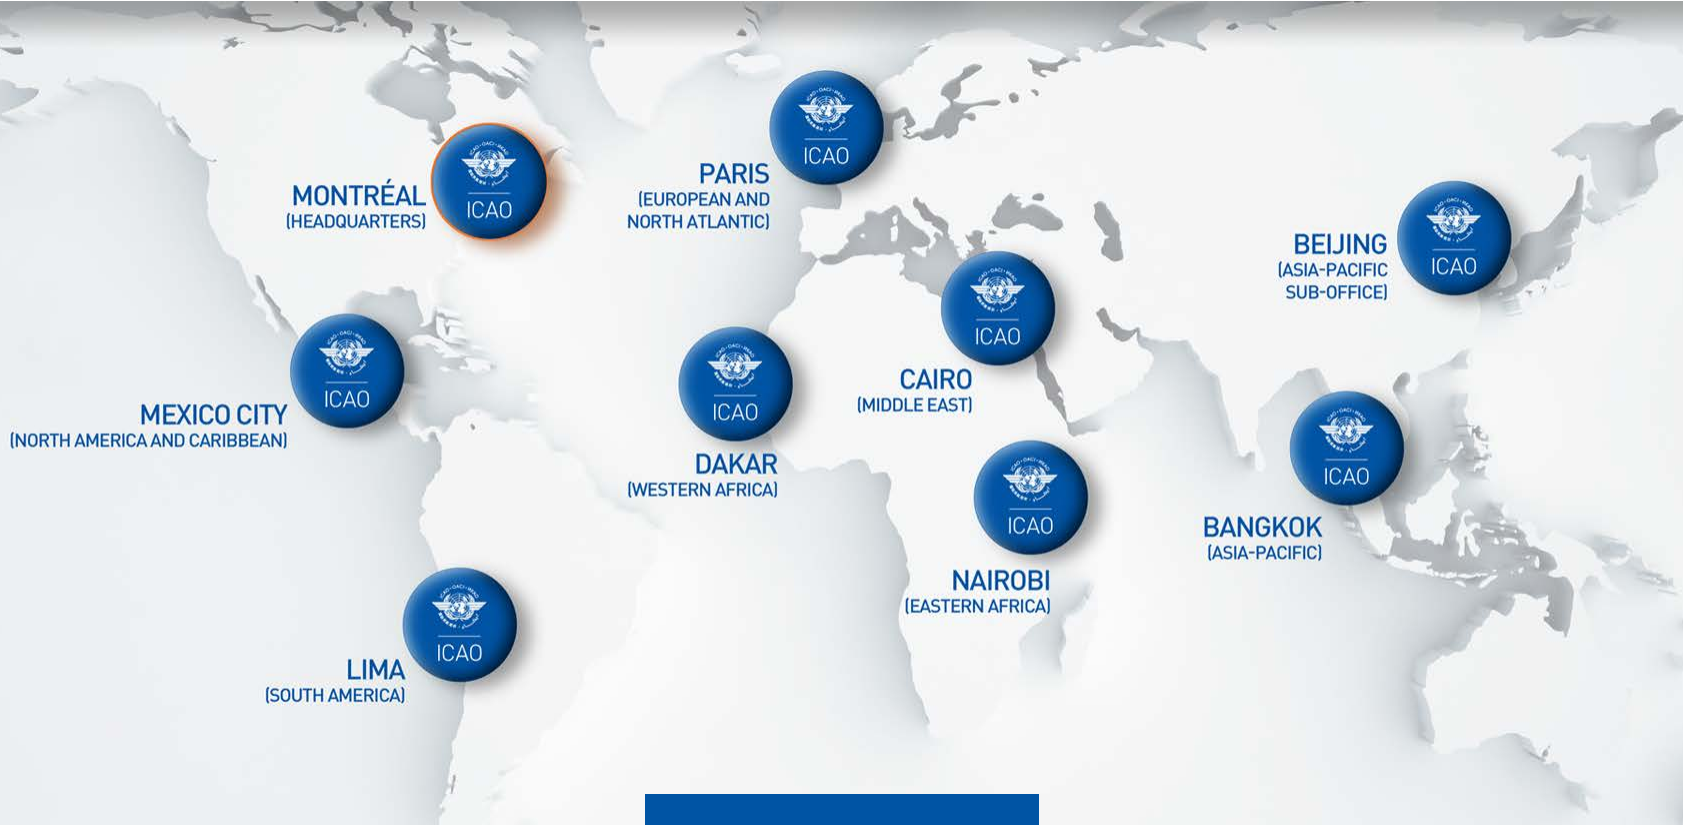 ICAO
MONTRÉAL
(HEADQUARTERS)
ICAO
PARIS
(EUROPEAN AND
NORTH ATLANTIC)
ICAO
BEIJING
(ASIA-PACIFIC
SUB-OFFICE)
ICAO
MEXICO CITY
(NORTH AMERICA AND CARIBBEAN)
ICAO
DAKAR
(WESTERN AFRICA)
ICAO
CAIRO
(MIDDLE EAST)
ICAO
NAIROBI
(EASTERN AFRICA)
ICAO
BANGKOK
(ASIA-PACIFIC)
ICAO
LIMA
(SOUTH AMERICA)